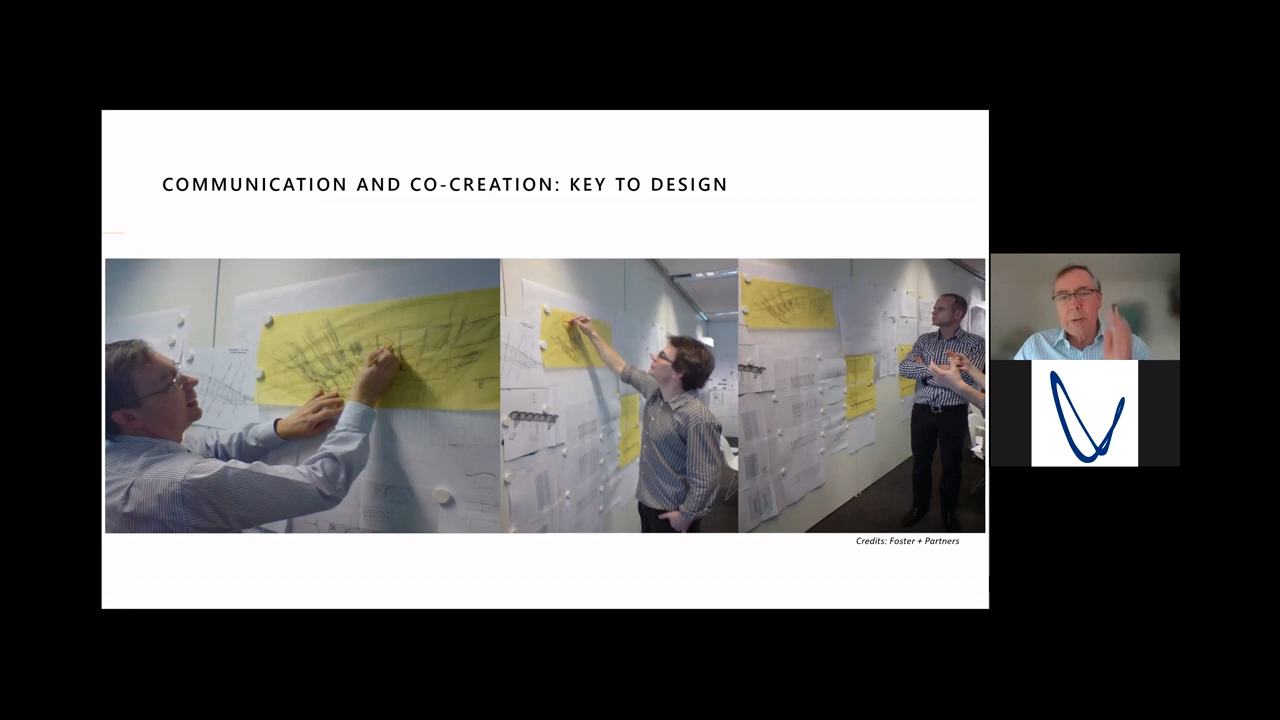 COMMUNICATION AND CO-CREATION: KEY TO DESIGN
Credits: Foster + Partners